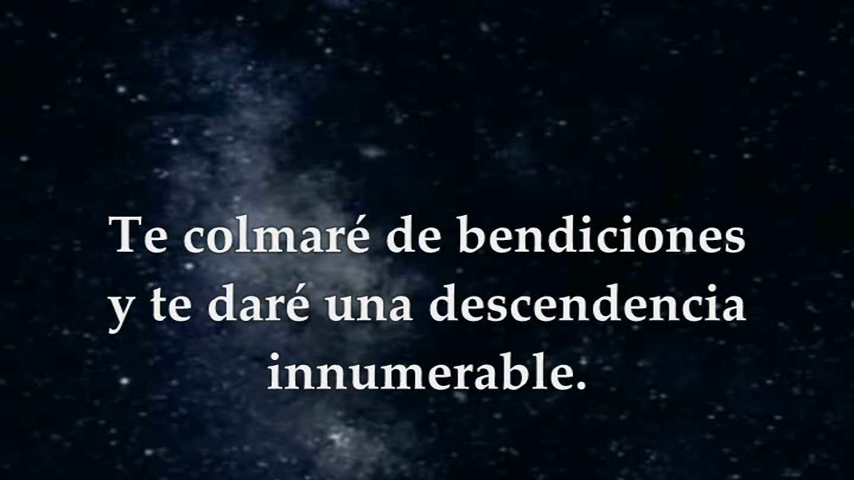 Te colmaré de bendiciones
y te daré una descendencia
innumerable.